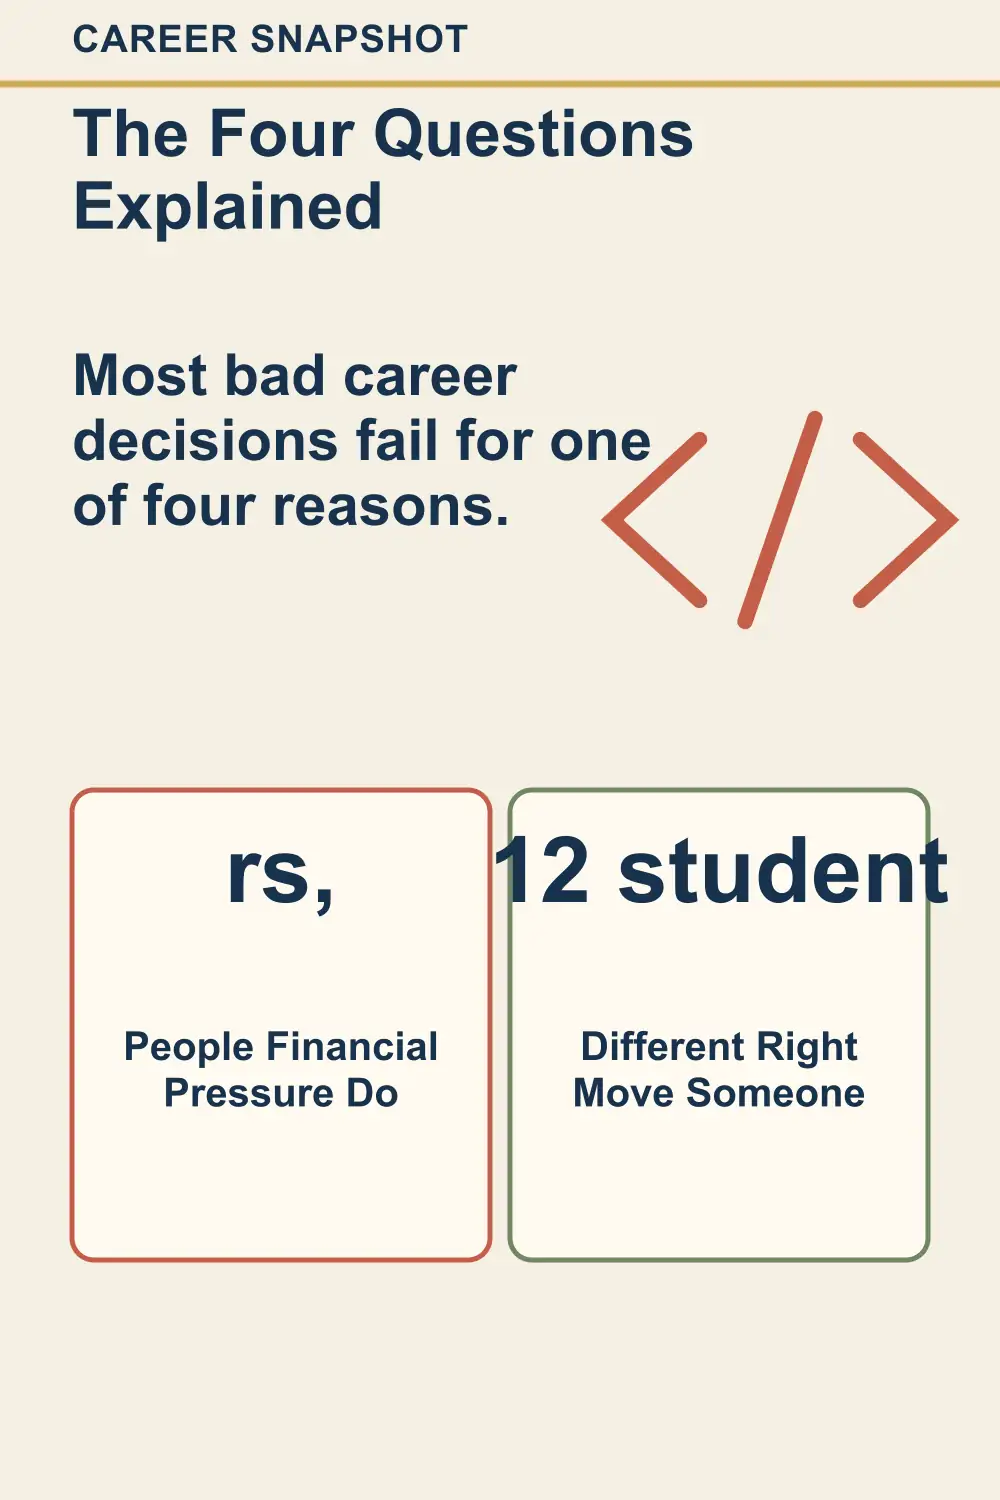 CAREER SNAPSHOT
The Four Questions
Explained
Most bad career
decisions fail for one
of four reasons.
</>
rs,
People Financial
Pressure Do
12 student
Different Right
Move Someone